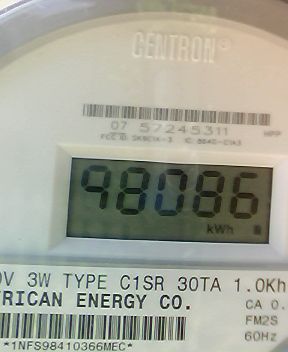 CENTRON®
07 57245311
HPP
98086
kWh
0V 3W TYPE C1SR 30TA 1.0Kh
RICAN ENERGY CO.
CA 0.
FM2S
60Hz
*1NFS98410366MEC*